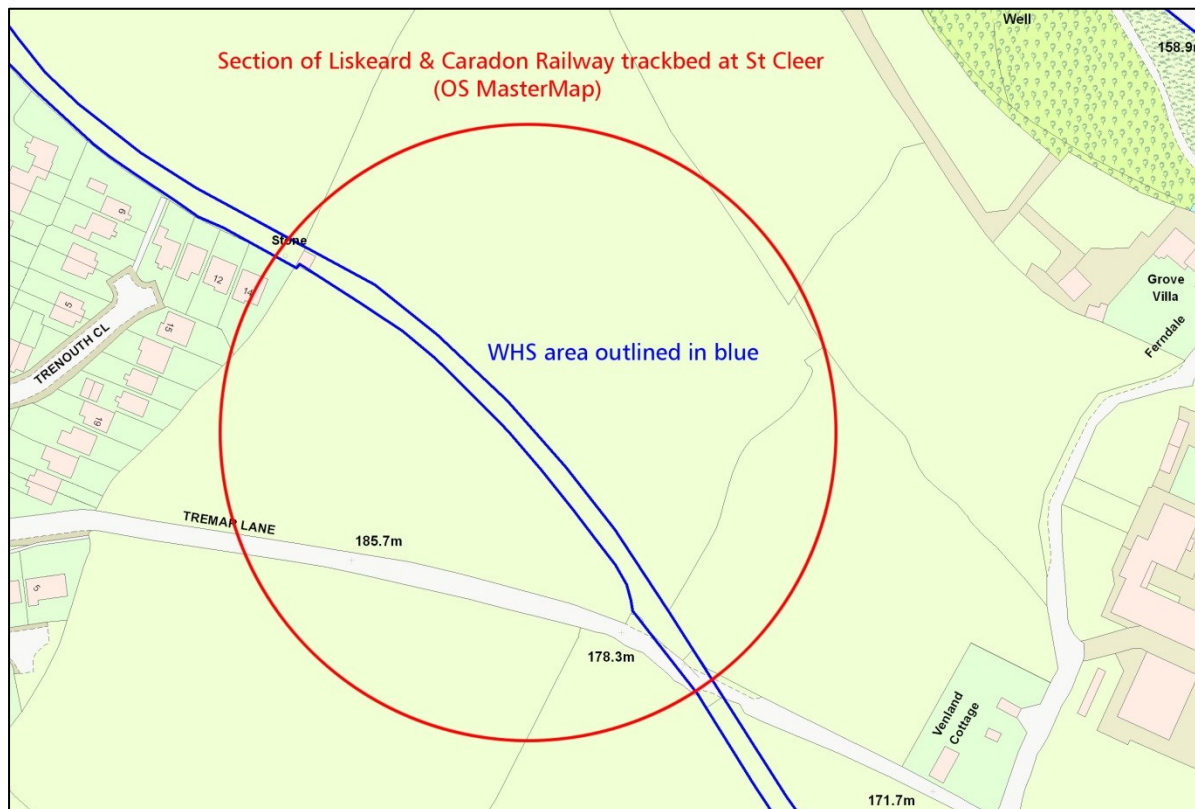 Well
158.9m
Section of Liskeard & Caradon Railway trackbed at St Cleer
(OS MasterMap)
6
Stone
12
14
Grove
Villa
5
15
WHS area outlined in blue
Ferndale
TRENOUTH CL
19
TREMAR LANE
185.7m
5
178.3m
Venland
Cottage
171.7m